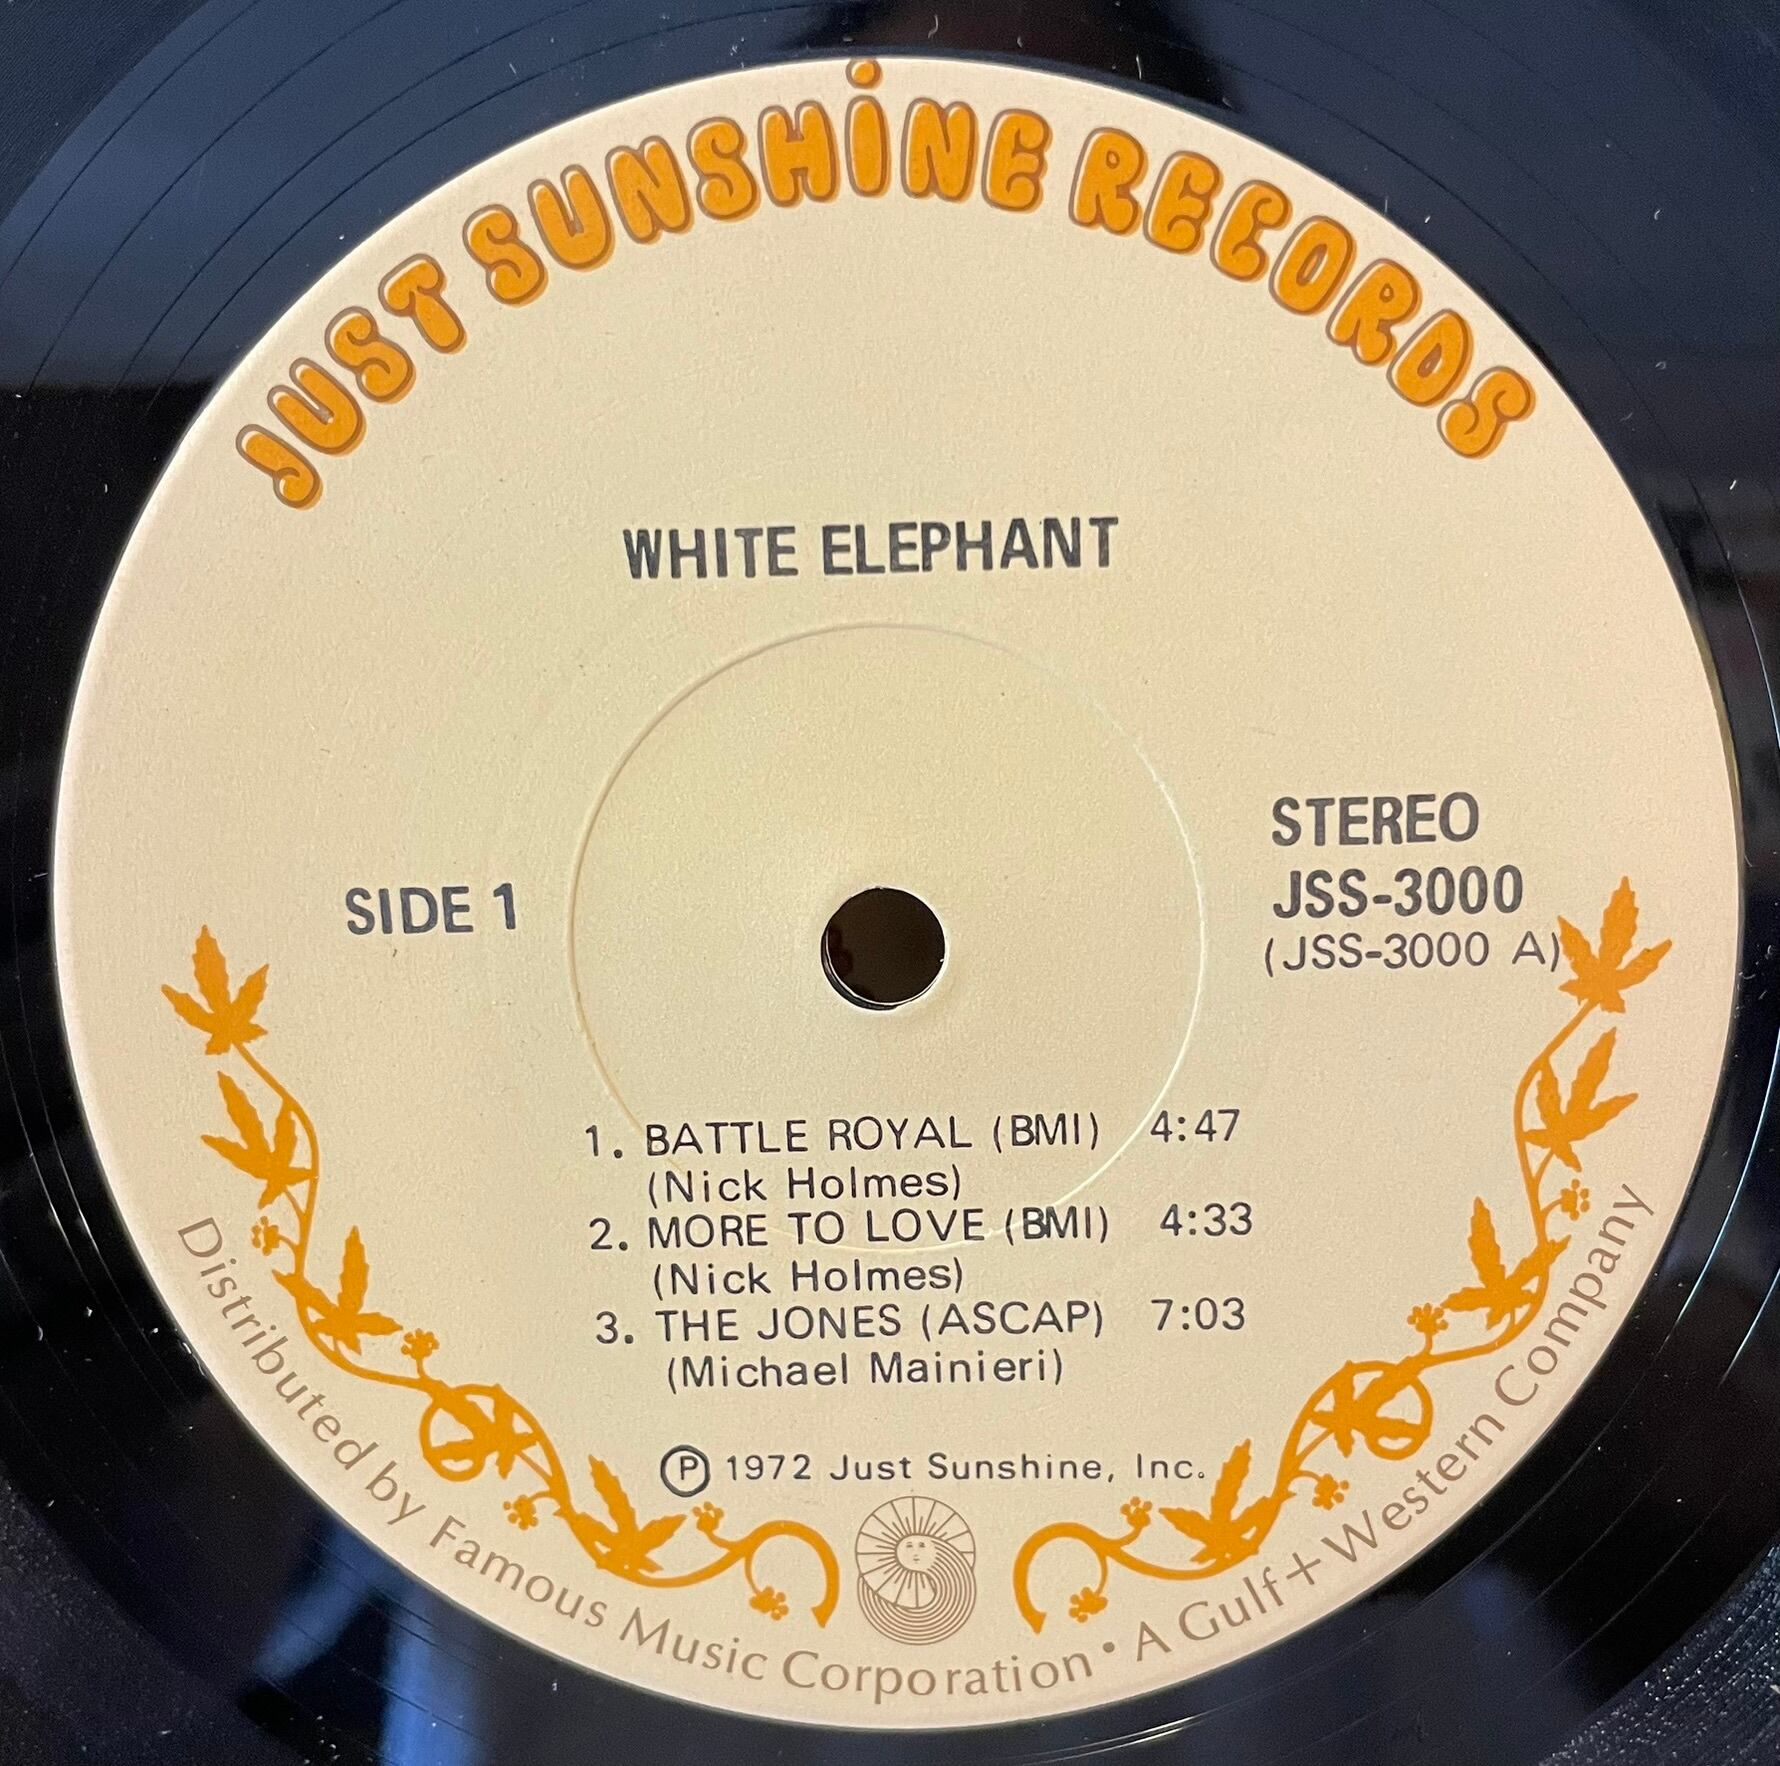 JUST SUNSHiNE RECORDS
WHITE ELEPHANT
STEREO
JSS-3000
SIDE 1
(JSS-3000 A)
1. BATTLE ROYAL (BMI) 4:47
(Nick Holmes)
2. MORE TO LOVE (BMI) 4:33
(Nick Holmes)
3. THE JONES (ASCAP) 7:03
(Michael Mainieri)
Ⓟ 1972 Just Sunshine, Inc.
Distributed by Famous Music Corporation • A Gulf+Western Company